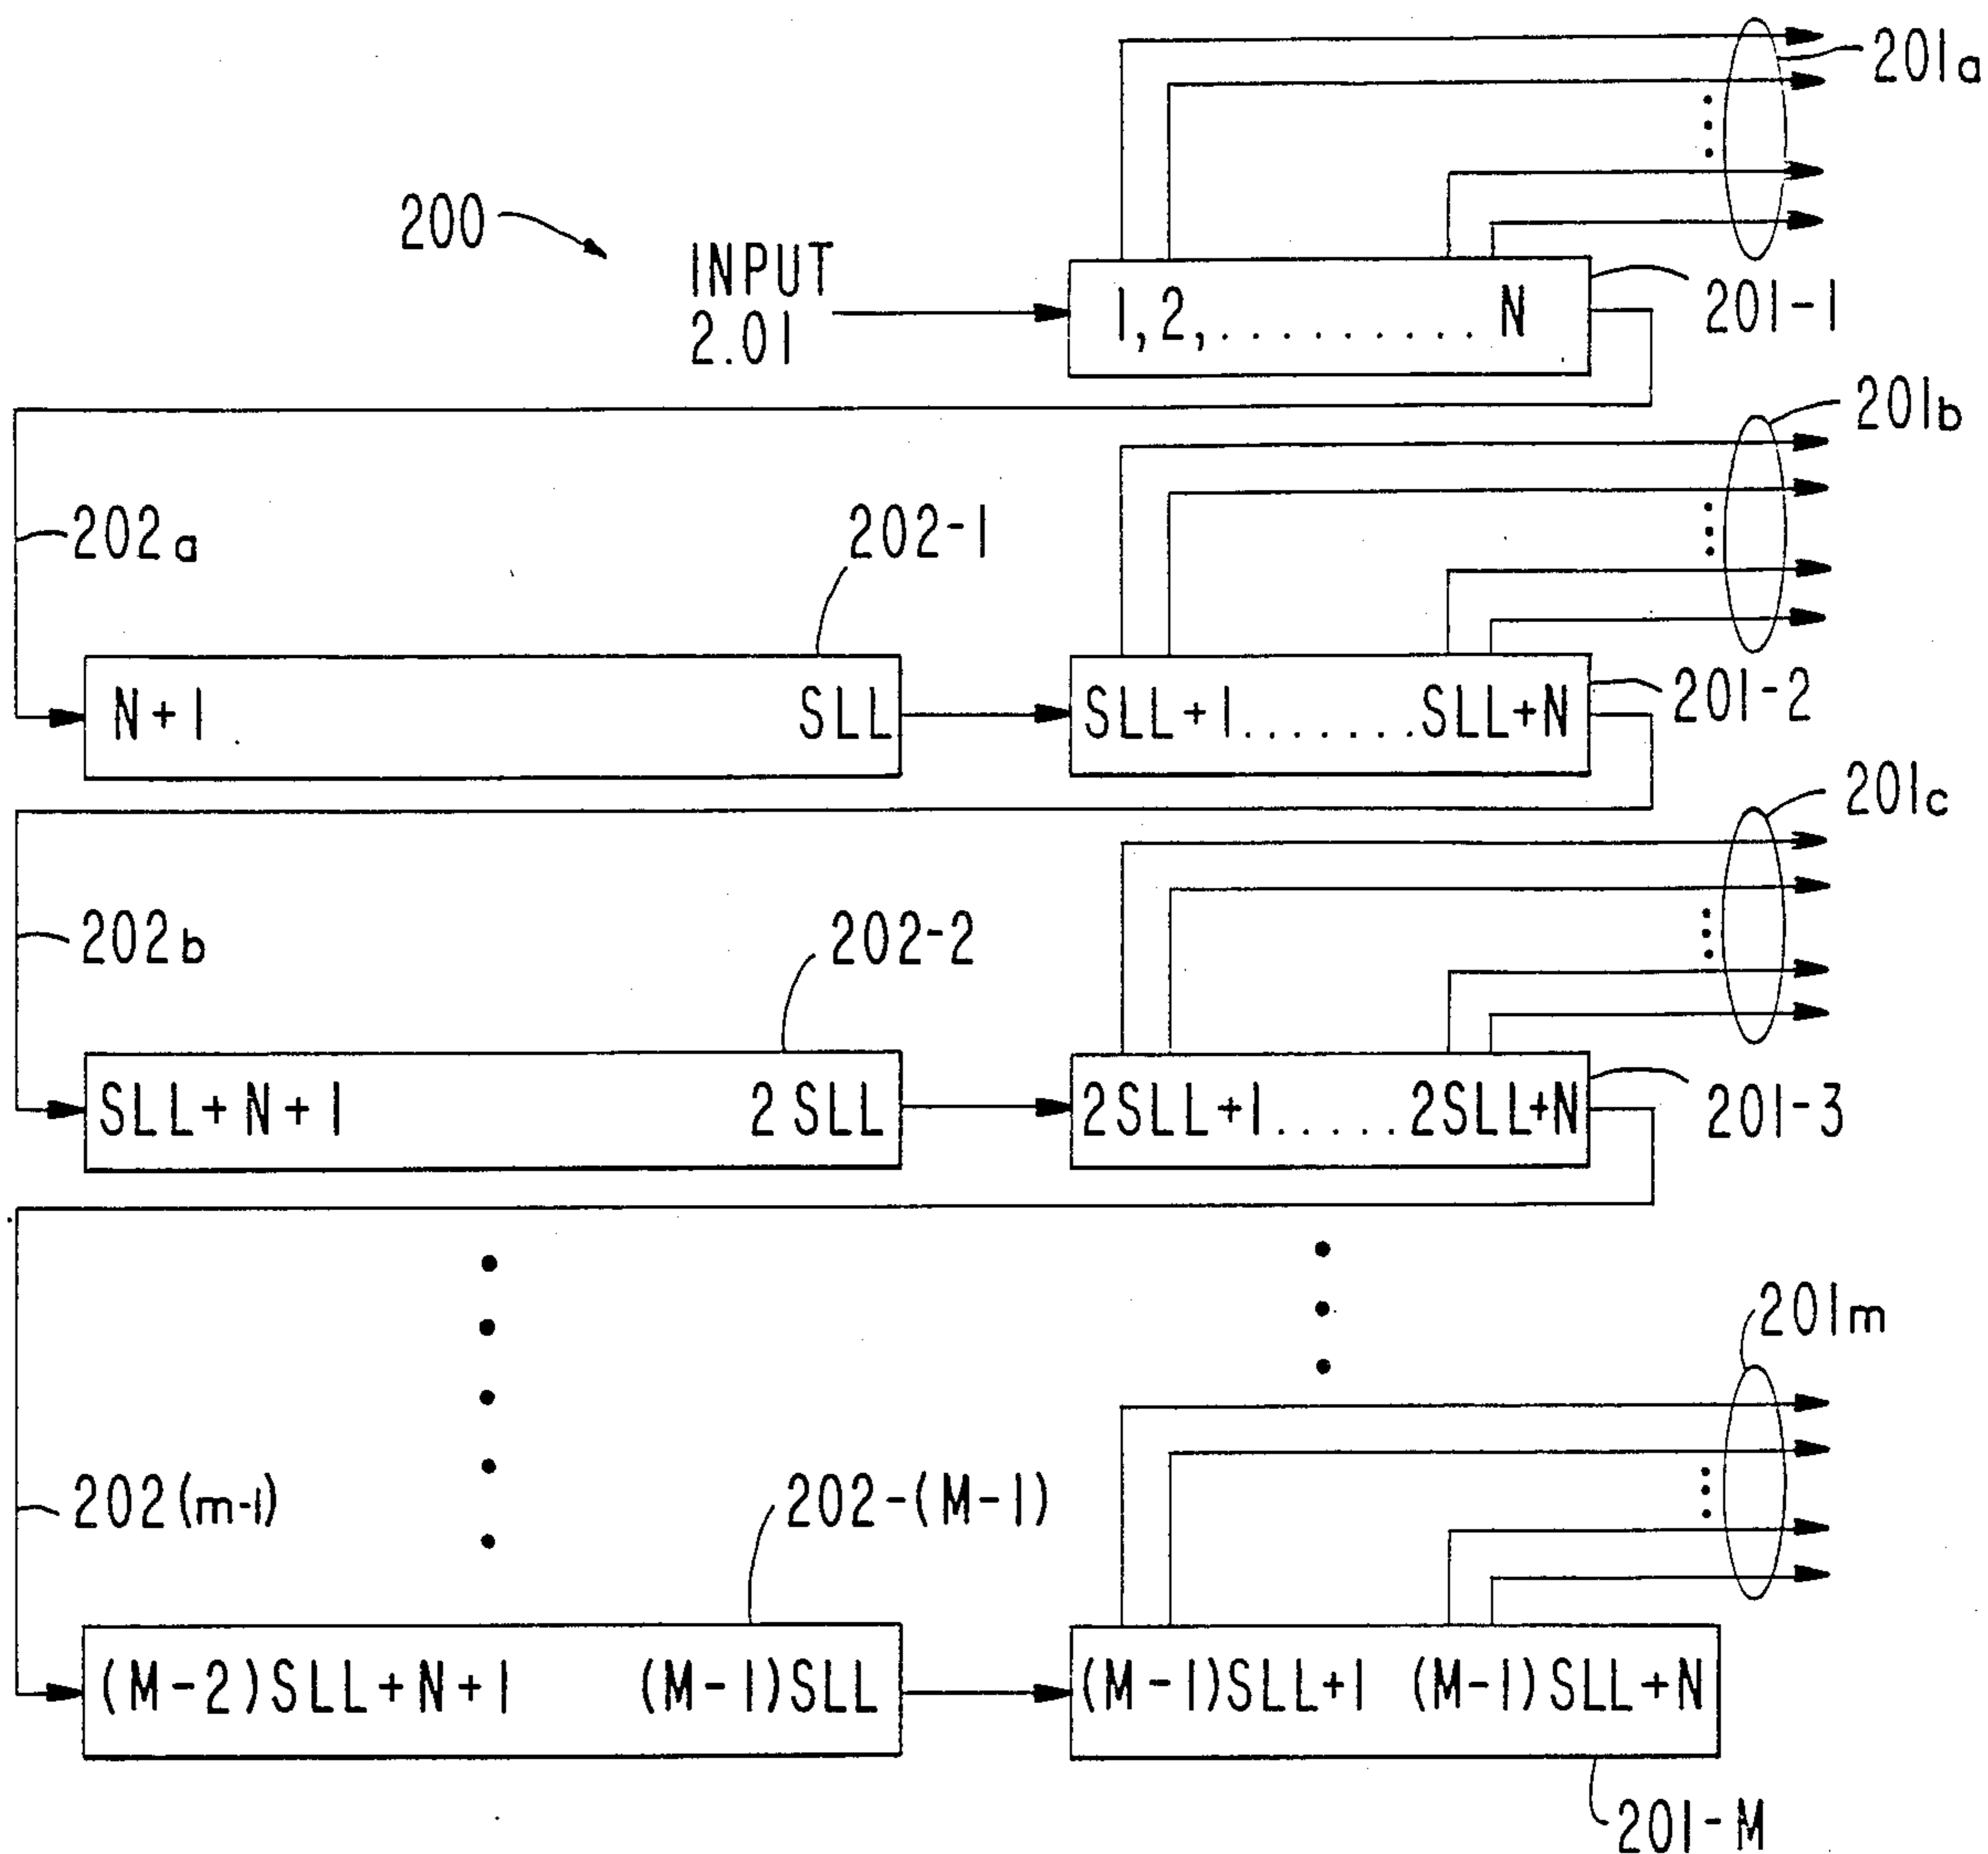 201a
200
INPUT
2.01
1,2,.......... N
201-1
201b
202a
202-1
N+1
SLL
SLL+1.......SLL+N
201-2
201c
202b
202-2
SLL+N+1
2 SLL
2SLL+1.....2SLL+N
201-3
201m
202(m-1)
202-(M-1)
(M-2)SLL+N+1
(M-1)SLL
(M-1)SLL+1
(M-1)SLL+N
201-M